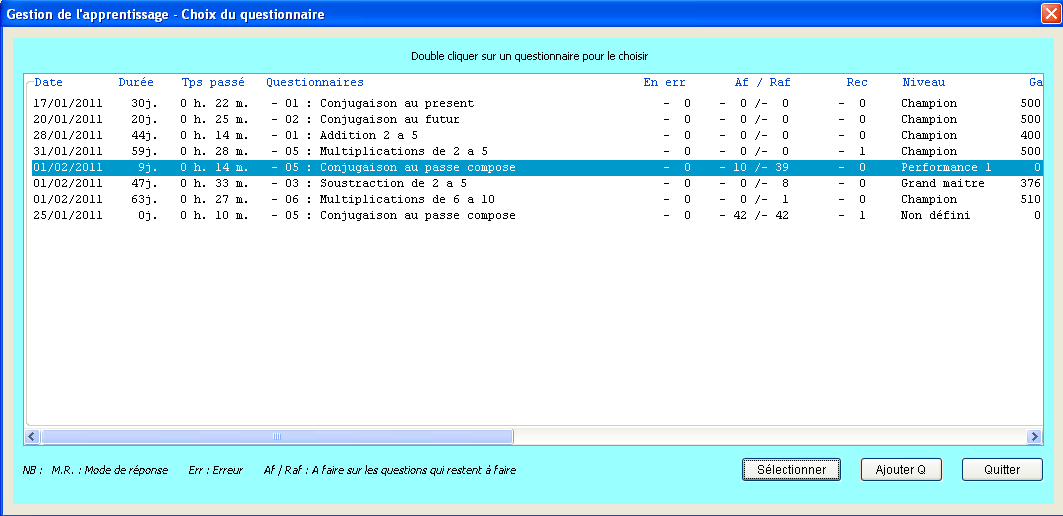 Gestion de l'apprentissage - Choix du questionnaire
Double cliquer sur un questionnaire pour le choisir
Date Durée Tps passé Questionnaires En err Af / Raf Rec Niveau Ga
17/01/2011 30j. 0 h. 22 m. - 01 : Conjugaison au present - 0 - 0 /- 0 - 0 Champion 500
20/01/2011 20j. 0 h. 25 m. - 02 : Conjugaison au futur - 0 - 0 /- 0 - 0 Champion 500
28/01/2011 44j. 0 h. 14 m. - 01 : Addition 2 a 5 - 0 - 0 /- 0 - 0 Champion 400
31/01/2011 59j. 0 h. 28 m. - 05 : Multiplications de 2 a 5 - 0 - 0 /- 0 - 1 Champion 500
01/02/2011 9j. 0 h. 14 m. - 05 : Conjugaison au passe compose - 0 - 10 /- 39 - 0 Performance 1 0
01/02/2011 47j. 0 h. 33 m. - 03 : Soustraction de 2 a 5 - 0 - 0 /- 8 - 0 Grand maitre 376
01/02/2011 63j. 0 h. 27 m. - 06 : Multiplications de 6 a 10 - 0 - 0 /- 1 - 0 Champion 510
25/01/2011 0j. 0 h. 10 m. - 05 : Conjugaison au passe compose - 0 - 42 /- 42 - 1 Non défini 0
NB : M.R. : Mode de réponse Err : Erreur Af / Raf : A faire sur les questions qui restent à faire
Sélectionner Ajouter Q Quitter